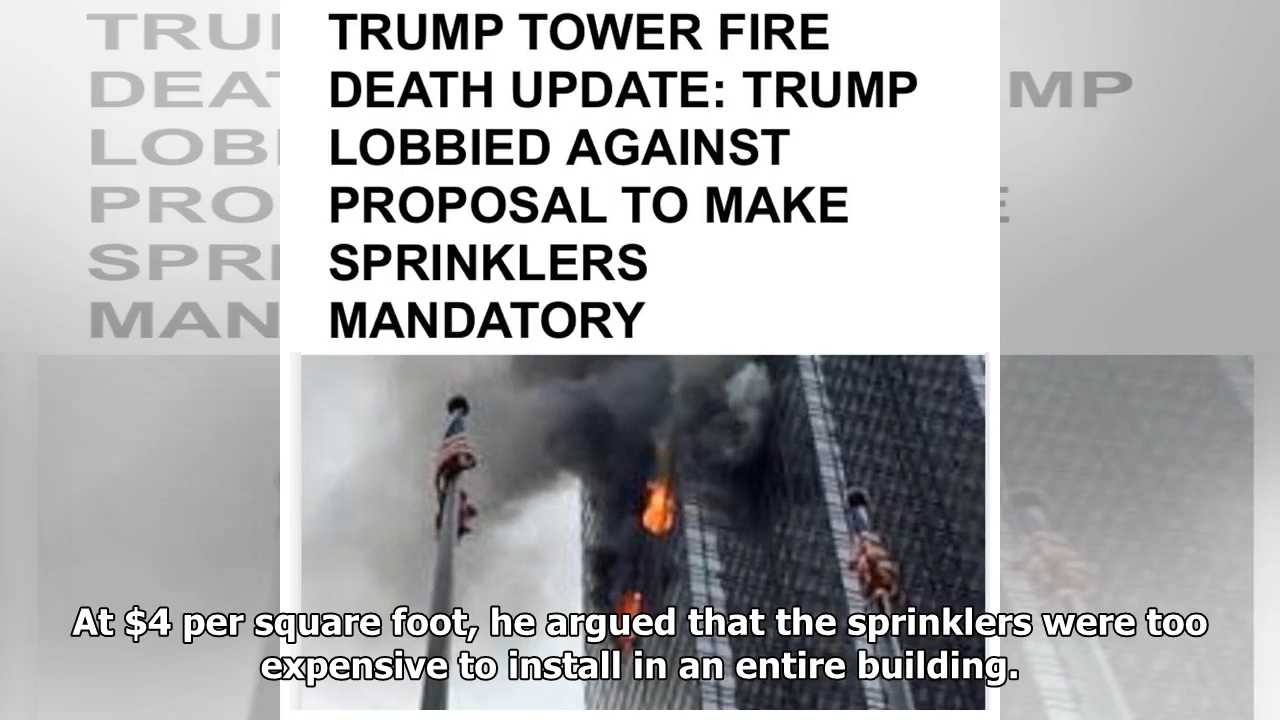 TRUMP TOWER FIRE
DEATH UPDATE: TRUMP
LOBBIED AGAINST
PROPOSAL TO MAKE
SPRINKLERS
MANDATORY
At $4 per square foot, he argued that the sprinklers were too
expensive to install in an entire building.